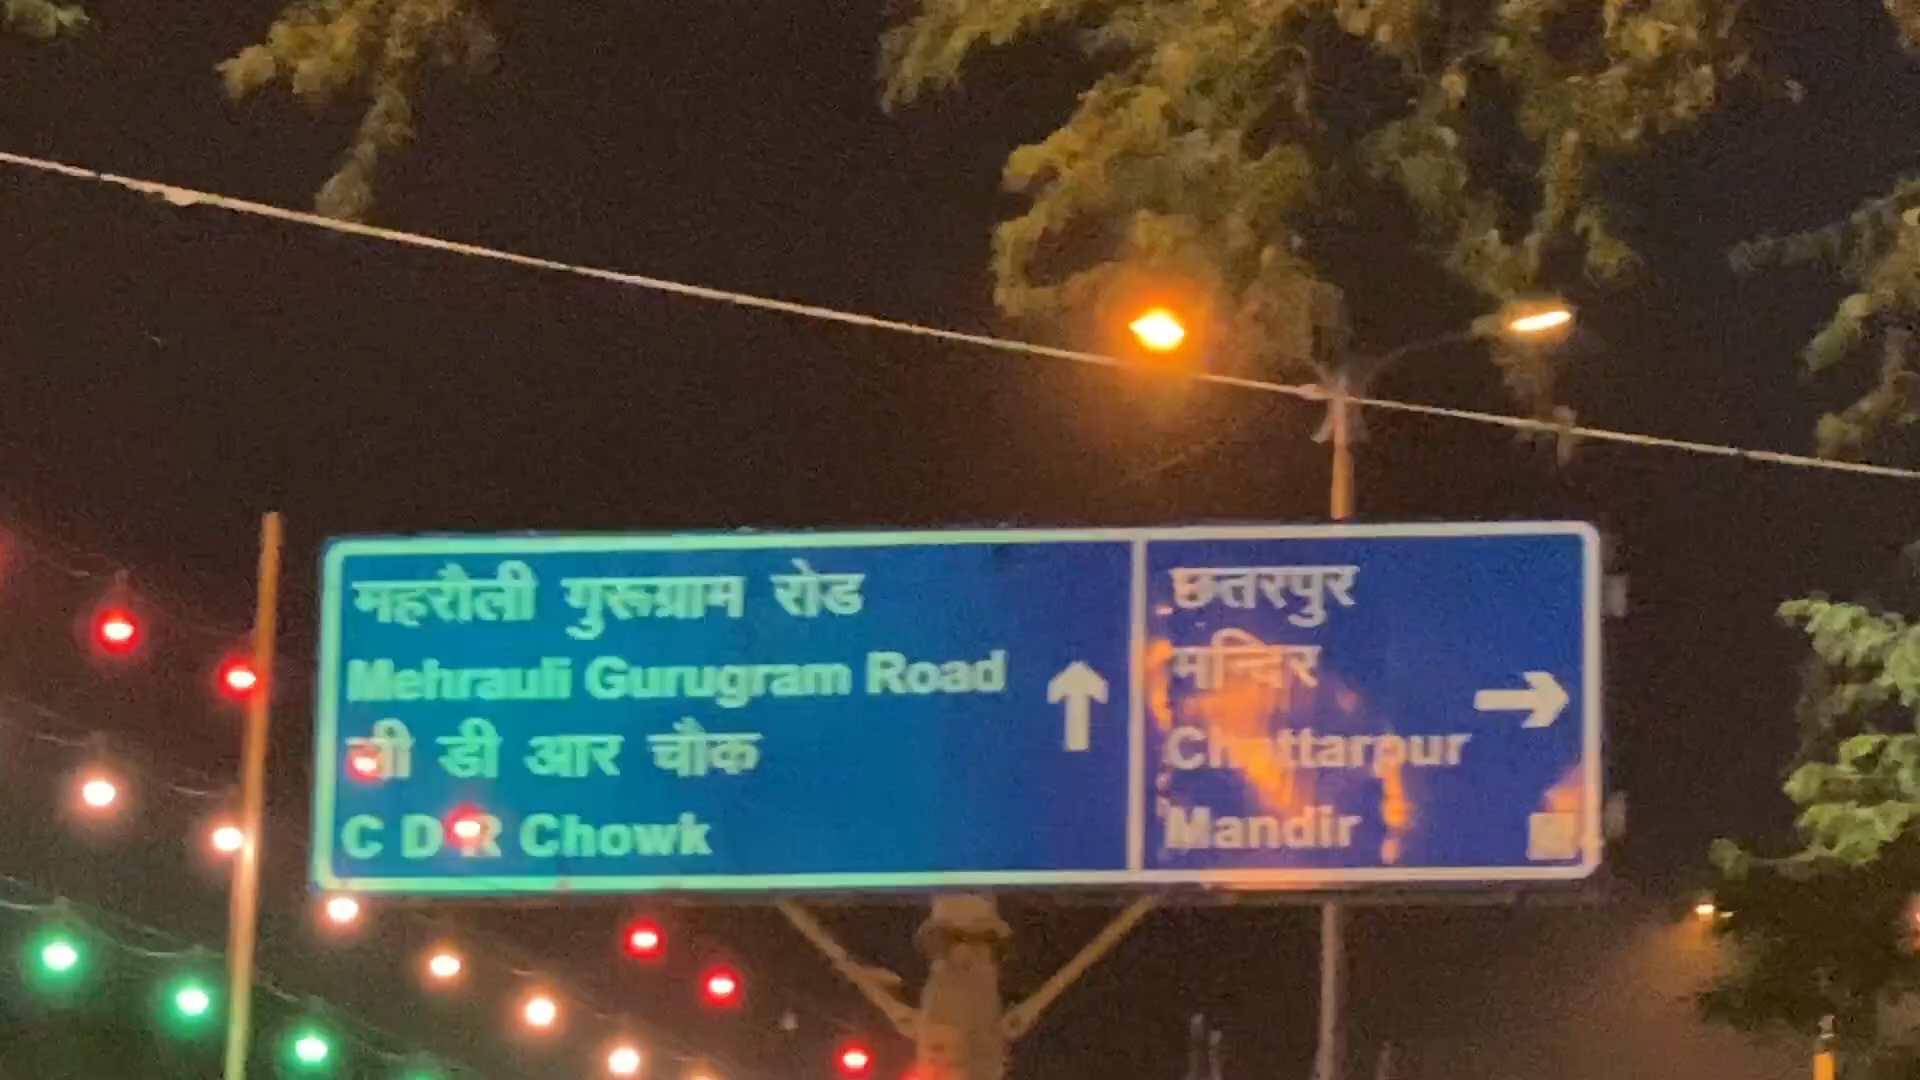 महरौली गुरूग्राम रोड
Mehrauli Gurugram Road
सी डी आर चौक
C D R Chowk
छतरपुर
मन्दिर
Chattarpur
Mandir